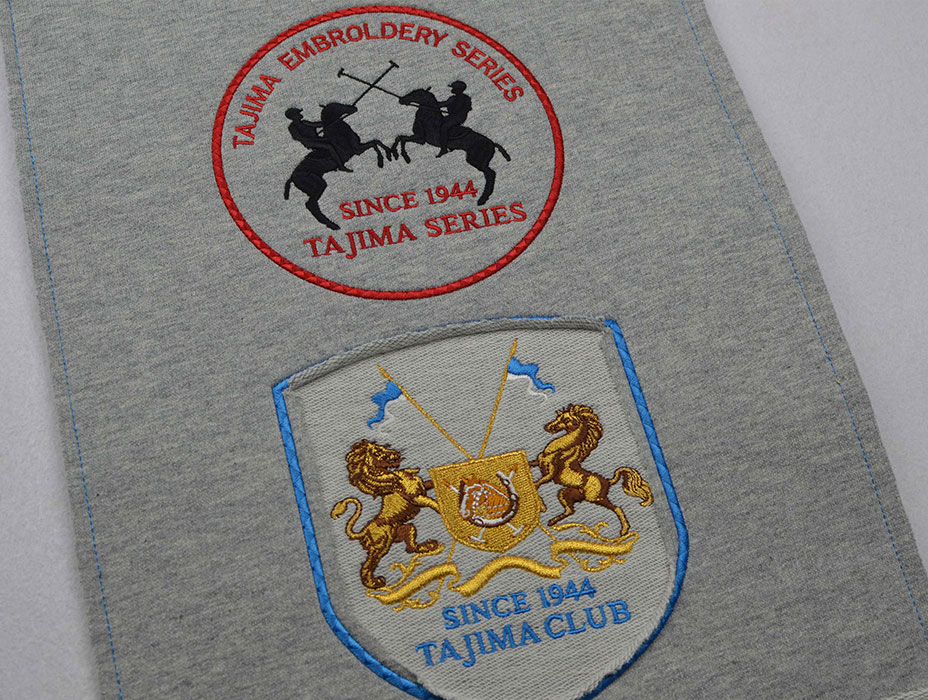 TAJIMA EMBROLDERY SERIES
SINCE 1944
TAJIMA SERIES
SINCE 1944
TAJIMA CLUB